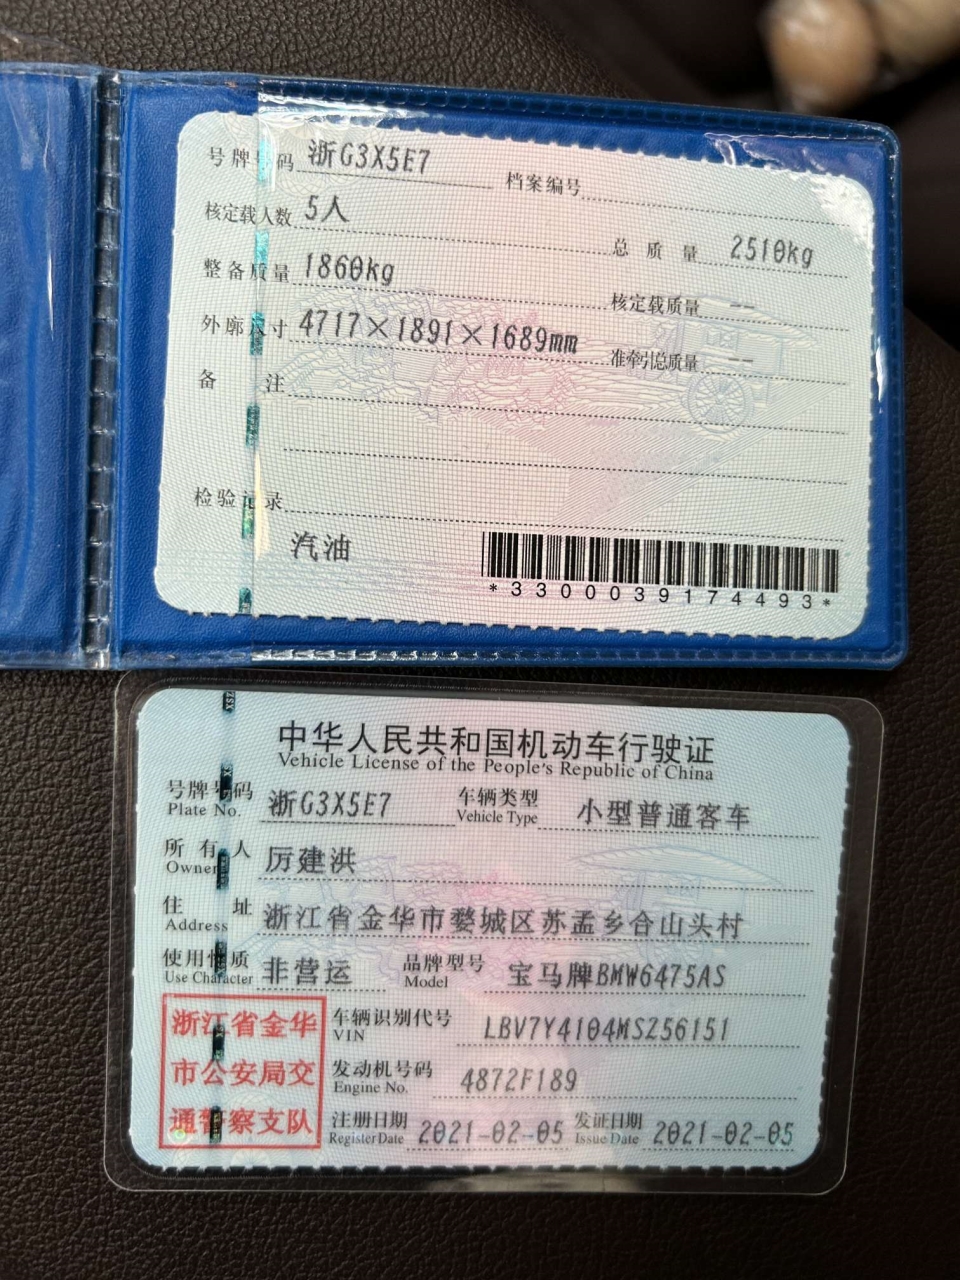 号牌号码 浙G3X5E7 档案编号
核定载人数 5人 总质量 2510kg
整备质量 1860kg 核定载质量 --
外廓尺寸 4717×1891×1689mm 准牵引总质量 --
备注
检验记录
汽油
*3300039174493*
中华人民共和国机动车行驶证
Vehicle License of the People's Republic of China
号牌号码 浙G3X5E7 车辆类型 小型普通客车
Plate No. Vehicle Type
所有人 厉建洪
Owner
住址 浙江省金华市婺城区苏孟乡合山头村
Address
使用性质 非营运 品牌型号 宝马牌BMW6475AS
Use Character Model
浙江省金华
市公安局交
通警察支队
车辆识别代号 LBV7Y4104MSZ56151
VIN
发动机号码 4872F189
Engine No.
注册日期 2021-02-05 发证日期 2021-02-05
Register Date Issue Date